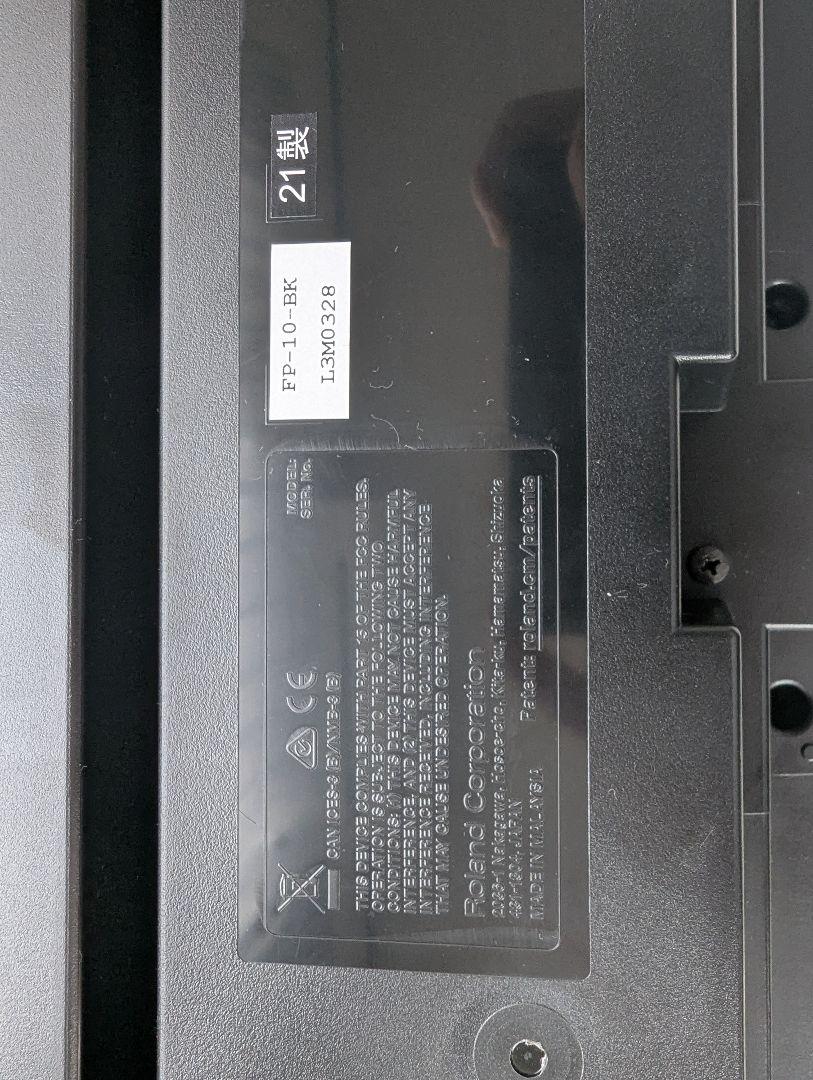 21製
FP-10-BK
L3M0328
MODEL:
SER. No.
CAN ICES-3 (B)/NMB-3 (B)
THIS DEVICE COMPLIES WITH PART 15 OF THE FCC RULES.
OPERATION IS SUBJECT TO THE FOLLOWING TWO
CONDITIONS: (1) THIS DEVICE MAY NOT CAUSE HARMFUL
INTERFERENCE, AND (2) THIS DEVICE MUST ACCEPT ANY
INTERFERENCE RECEIVED, INCLUDING INTERFERENCE
THAT MAY CAUSE UNDESIRED OPERATION.
Roland Corporation
2036-1 Nakagawa, Hosoe-cho, Kita-ku, Hamamatsu, Shizuoka
431-1304, JAPAN
MADE IN MALAYSIA
Patent: roland.cm/patents